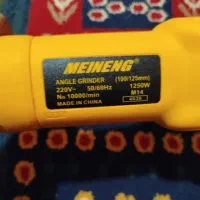 MEINENG
ANGLE GRINDER (100/125mm)
220V~ 50/60Hz 1250W
No 10000/min M14
MADE IN CHINA